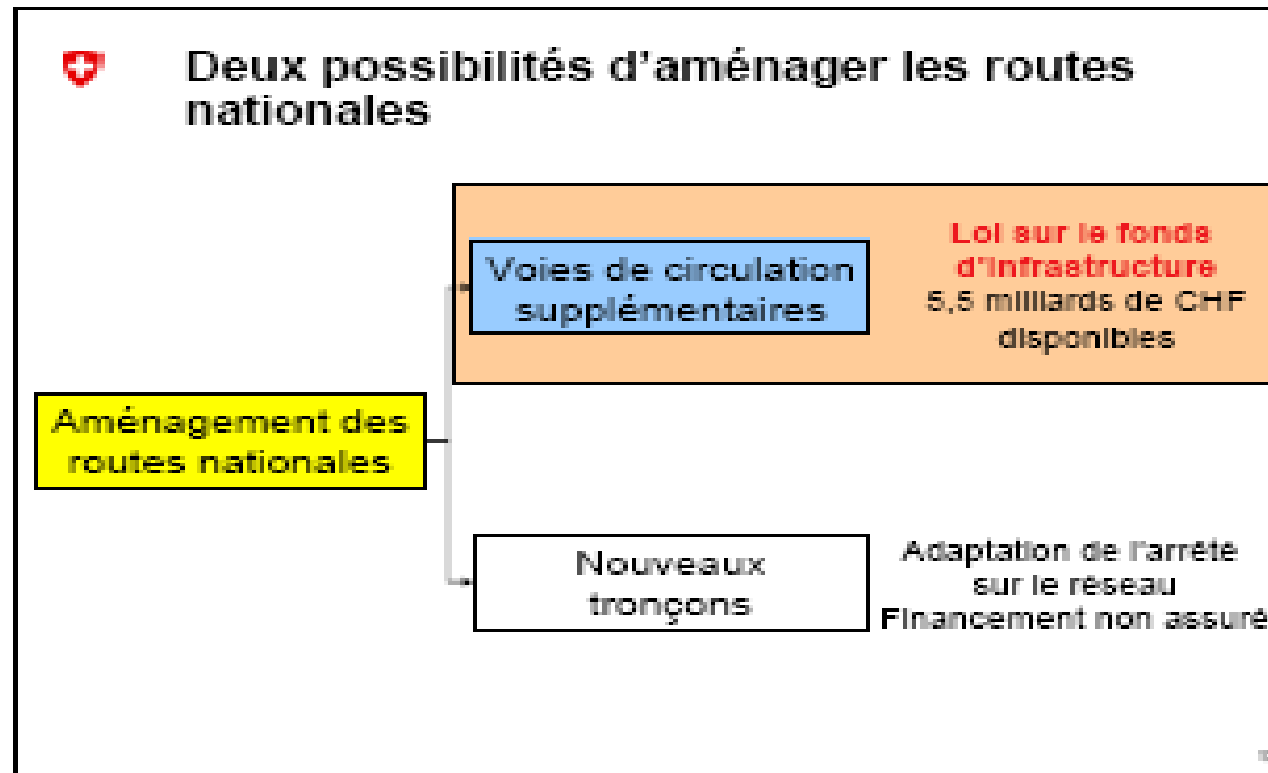 Deux possibilités d'aménager les routes
nationales
Voies de circulation
supplémentaires
Loi sur le fonds
d'infrastructure
5,5 milliards de CHF
disponibles
Aménagement des
routes nationales
Nouveaux
tronçons
Adaptation de l'arrêté
sur le réseau
Financement non assuré